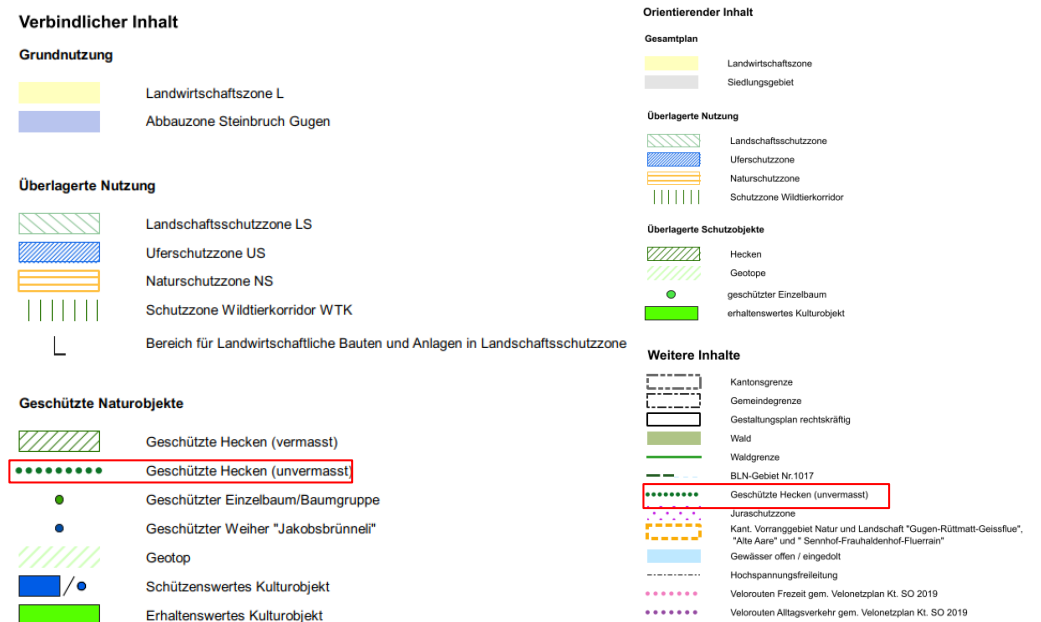 Verbindlicher Inhalt
Grundnutzung
Landwirtschaftszone L
Abbauzone Steinbruch Gugen
Überlagerte Nutzung
Landschaftsschutzzone LS
Uferschutzzone US
Naturschutzzone NS
Schutzzone Wildtierkorridor WTK
Bereich für Landwirtschaftliche Bauten und Anlagen in Landschaftsschutzzone
Geschützte Naturobjekte
Geschützte Hecken (vermasst)
Geschützte Hecken (unvermasst)
Geschützter Einzelbaum/Baumgruppe
Geschützter Weiher "Jakobsbrünneli"
Geotop
Schützenswertes Kulturobjekt
Erhaltenswertes Kulturobjekt
Orientierender Inhalt
Gesamtplan
Landwirtschaftszone
Siedlungsgebiet
Überlagerte Nutzung
Landschaftsschutzzone
Uferschutzzone
Naturschutzzone
Schutzzone Wildtierkorridor
Überlagerte Schutzobjekte
Hecken
Geotope
geschützter Einzelbaum
erhaltenswertes Kulturobjekt
Weitere Inhalte
Kantonsgrenze
Gemeindegrenze
Gestaltungsplan rechtskräftig
Wald
Waldgrenze
BLN-Gebiet Nr.1017
Geschützte Hecken (unvermasst)
Juraschutzzone
Kant. Vorranggebiet Natur und Landschaft "Gugen-Rüttmatt-Geissflue",
"Alte Aare" und " Sennhof-Frauhaldenhof-Fluerrain"
Gewässer offen / eingedolt
Hochspannungsfreileitung
Velorouten Frezeit gem. Velonetzplan Kt. SO 2019
Velorouten Alltagsverkehr gem. Velonetzplan Kt. SO 2019